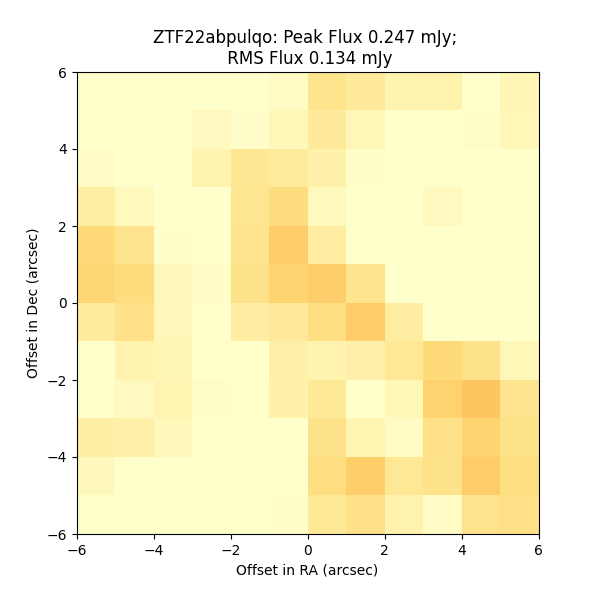 ZTF22abpulqo: Peak Flux 0.247 mJy;
RMS Flux 0.134 mJy
6
4
2
0
−2
−4
−6
Offset in Dec (arcsec)
−6 −4 −2 0 2 4 6
Offset in RA (arcsec)